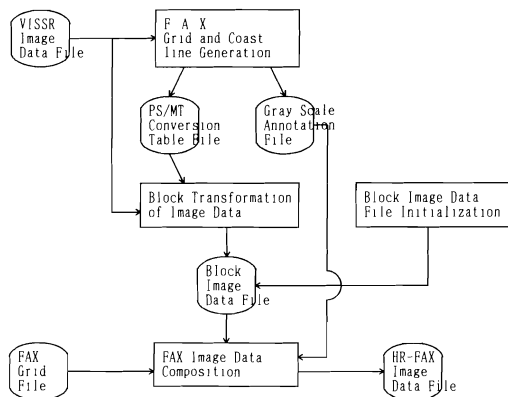 VISSR
Image
Data File
F A X
Grid and Coast
line Generation
PS/MT
Conversion
Table File
Gray Scale
Annotation
File
Block Transformation
of Image Data
Block Image Data
File Initialization
Block
Image
Data File
FAX
Grid
File
FAX Image Data
Composition
HR-FAX
Image
Data File